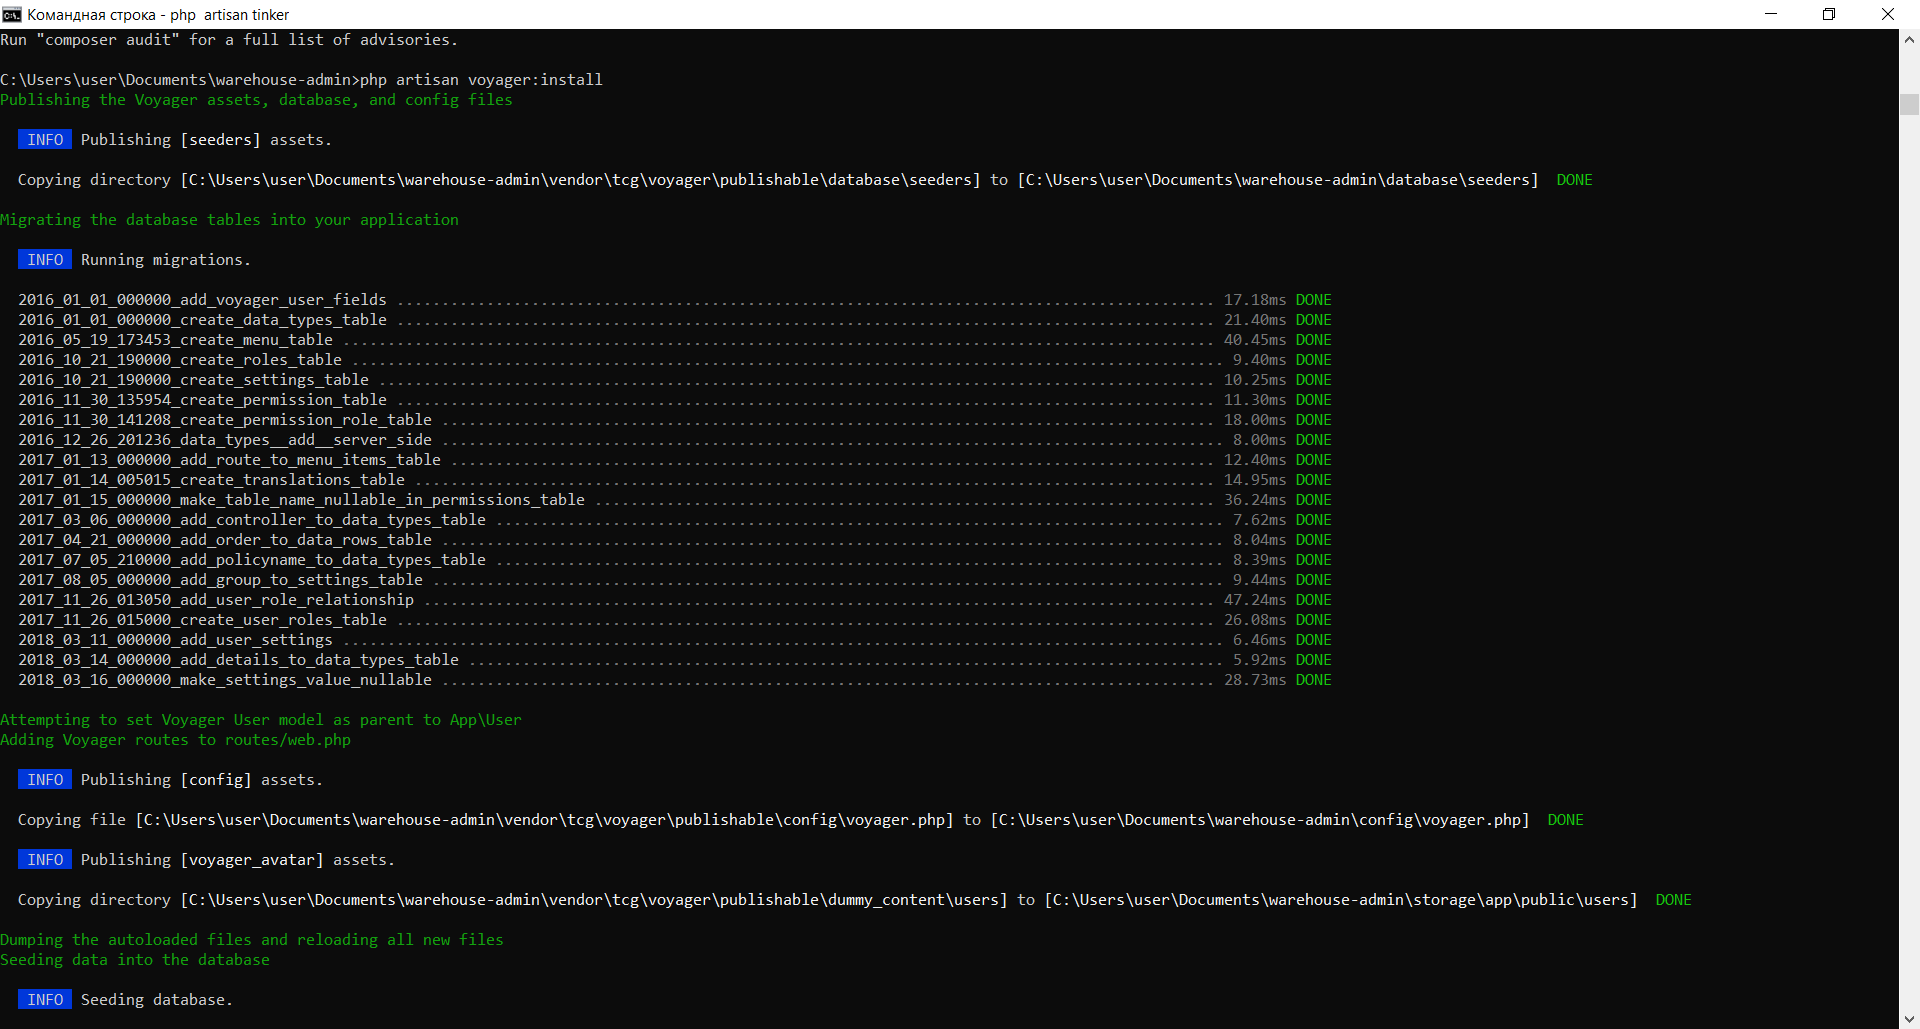 Командная строка - php  artisan tinker
Run "composer audit" for a full list of advisories.
C:\Users\user\Documents\warehouse-admin>php artisan voyager:install
Publishing the Voyager assets, database, and config files
INFO  Publishing [seeders] assets.
Copying directory [C:\Users\user\Documents\warehouse-admin\vendor\tcg\voyager\publishable\database\seeders] to [C:\Users\user\Documents\warehouse-admin\database\seeders]  DONE
Migrating the database tables into your application
INFO  Running migrations.
2016_01_01_000000_add_voyager_user_fields ........................................................................................... 17.18ms DONE
2016_01_01_000000_create_data_types_table ........................................................................................... 21.40ms DONE
2016_05_19_173453_create_menu_table ................................................................................................. 40.45ms DONE
2016_10_21_190000_create_roles_table ................................................................................................. 9.40ms DONE
2016_10_21_190000_create_settings_table ............................................................................................. 10.25ms DONE
2016_11_30_135954_create_permission_table ........................................................................................... 11.30ms DONE
2016_11_30_141208_create_permission_role_table ...................................................................................... 18.00ms DONE
2016_12_26_201236_data_types__add__server_side ....................................................................................... 8.00ms DONE
2017_01_13_000000_add_route_to_menu_items_table ..................................................................................... 12.40ms DONE
2017_01_14_005015_create_translations_table ......................................................................................... 14.95ms DONE
2017_01_15_000000_make_table_name_nullable_in_permissions_table ..................................................................... 36.24ms DONE
2017_03_06_000000_add_controller_to_data_types_table ................................................................................. 7.62ms DONE
2017_04_21_000000_add_order_to_data_rows_table ....................................................................................... 8.04ms DONE
2017_07_05_210000_add_policyname_to_data_types_table ................................................................................. 8.39ms DONE
2017_08_05_000000_add_group_to_settings_table ........................................................................................ 9.44ms DONE
2017_11_26_013050_add_user_role_relationship ........................................................................................ 47.24ms DONE
2017_11_26_015000_create_user_roles_table ........................................................................................... 26.08ms DONE
2018_03_11_000000_add_user_settings .................................................................................................. 6.46ms DONE
2018_03_14_000000_add_details_to_data_types_table .................................................................................... 5.92ms DONE
2018_03_16_000000_make_settings_value_nullable ...................................................................................... 28.73ms DONE
Attempting to set Voyager User model as parent to App\User
Adding Voyager routes to routes/web.php
INFO  Publishing [config] assets.
Copying file [C:\Users\user\Documents\warehouse-admin\vendor\tcg\voyager\publishable\config\voyager.php] to [C:\Users\user\Documents\warehouse-admin\config\voyager.php]  DONE
INFO  Publishing [voyager_avatar] assets.
Copying directory [C:\Users\user\Documents\warehouse-admin\vendor\tcg\voyager\publishable\dummy_content\users] to [C:\Users\user\Documents\warehouse-admin\storage\app\public\users]  DONE
Dumping the autoloaded files and reloading all new files
Seeding data into the database
INFO  Seeding database.